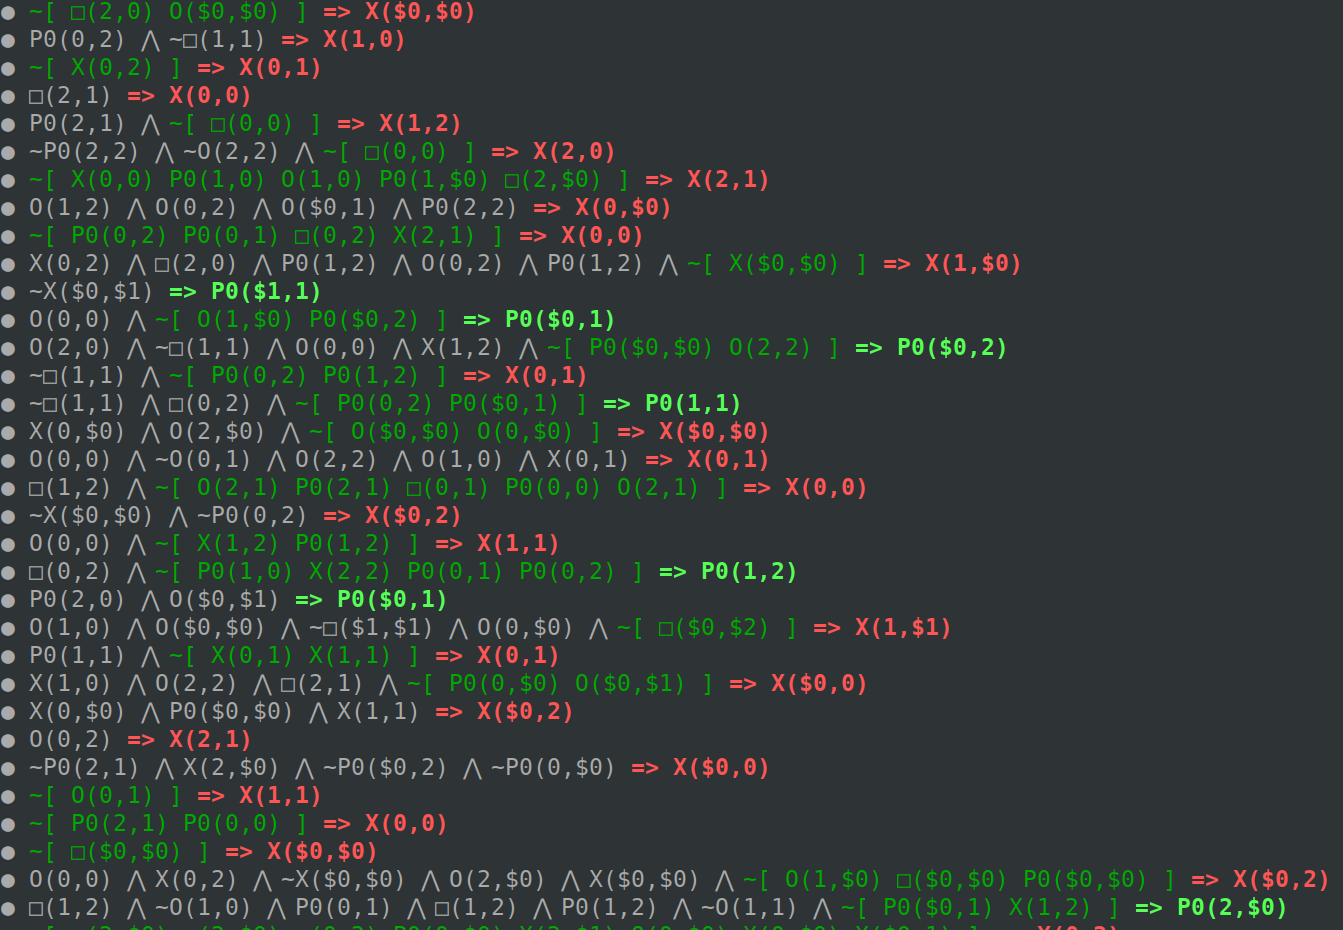 ● ~[ □(2,0) O($0,$0) ] => X($0,$0)
● P0(0,2) ⋀ ~□(1,1) => X(1,0)
● ~[ X(0,2) ] => X(0,1)
● □(2,1) => X(0,0)
● P0(2,1) ⋀ ~[ □(0,0) ] => X(1,2)
● ~P0(2,2) ⋀ ~O(2,2) ⋀ ~[ □(0,0) ] => X(2,0)
● ~[ X(0,0) P0(1,0) O(1,0) P0(1,$0) □(2,$0) ] => X(2,1)
● O(1,2) ⋀ O(0,2) ⋀ O($0,1) ⋀ P0(2,2) => X(0,$0)
● ~[ P0(0,2) P0(0,1) □(0,2) X(2,1) ] => X(0,0)
● X(0,2) ⋀ □(2,0) ⋀ P0(1,2) ⋀ O(0,2) ⋀ P0(1,2) ⋀ ~[ X($0,$0) ] => X(1,$0)
● ~X($0,$1) => P0($1,1)
● O(0,0) ⋀ ~[ O(1,$0) P0($0,2) ] => P0($0,1)
● O(2,0) ⋀ ~□(1,1) ⋀ O(0,0) ⋀ X(1,2) ⋀ ~[ P0($0,$0) O(2,2) ] => P0($0,2)
● ~□(1,1) ⋀ ~[ P0(0,2) P0(1,2) ] => X(0,1)
● ~□(1,1) ⋀ □(0,2) ⋀ ~[ P0(0,2) P0($0,1) ] => P0(1,1)
● X(0,$0) ⋀ O(2,$0) ⋀ ~[ O($0,$0) O(0,$0) ] => X($0,$0)
● O(0,0) ⋀ ~O(0,1) ⋀ O(2,2) ⋀ O(1,0) ⋀ X(0,1) => X(0,1)
● □(1,2) ⋀ ~[ O(2,1) P0(2,1) □(0,1) P0(0,0) O(2,1) ] => X(0,0)
● ~X($0,$0) ⋀ ~P0(0,2) => X($0,2)
● O(0,0) ⋀ ~[ X(1,2) P0(1,2) ] => X(1,1)
● □(0,2) ⋀ ~[ P0(1,0) X(2,2) P0(0,1) P0(0,2) ] => P0(1,2)
● P0(2,0) ⋀ O($0,$1) => P0($0,1)
● O(1,0) ⋀ O($0,$0) ⋀ ~□($1,$1) ⋀ O(0,$0) ⋀ ~[ □($0,$2) ] => X(1,$1)
● P0(1,1) ⋀ ~[ X(0,1) X(1,1) ] => X(0,1)
● X(1,0) ⋀ O(2,2) ⋀ □(2,1) ⋀ ~[ P0(0,$0) O($0,$1) ] => X($0,0)
● X(0,$0) ⋀ P0($0,$0) ⋀ X(1,1) => X($0,2)
● O(0,2) => X(2,1)
● ~P0(2,1) ⋀ X(2,$0) ⋀ ~P0($0,2) ⋀ ~P0(0,$0) => X($0,0)
● ~[ O(0,1) ] => X(1,1)
● ~[ P0(2,1) P0(0,0) ] => X(0,0)
● ~[ □($0,$0) ] => X($0,$0)
● O(0,0) ⋀ X(0,2) ⋀ ~X($0,$0) ⋀ O(2,$0) ⋀ X($0,$0) ⋀ ~[ O(1,$0) □($0,$0) P0($0,$0) ] => X($0,2)
● □(1,2) ⋀ ~O(1,0) ⋀ P0(0,1) ⋀ □(1,2) ⋀ P0(1,2) ⋀ ~O(1,1) ⋀ ~[ P0($0,1) X(1,2) ] => P0(2,$0)